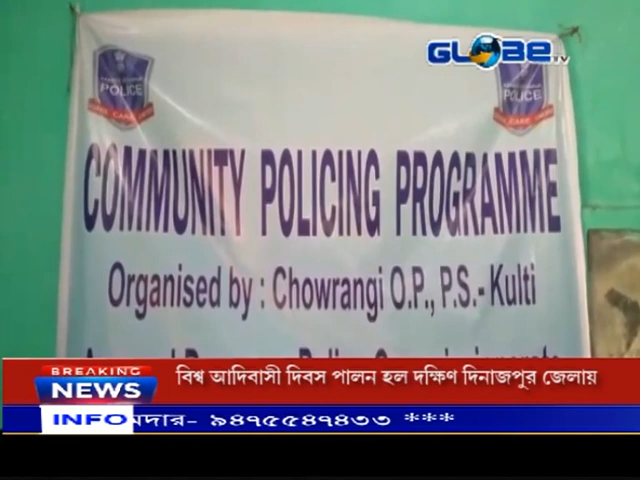 GLOBE TV
POLICE
POLICE
COMMUNITY POLICING PROGRAMME
Organised by : Chowrangi O.P., P.S.- Kulti
BREAKING
NEWS
বিশ্ব আদিবাসী দিবস পালন হল দক্ষিণ দিনাজপুর জেলায়
INFO
মদার- ৯৪৭৫৫৪৭৪৩৩ ***